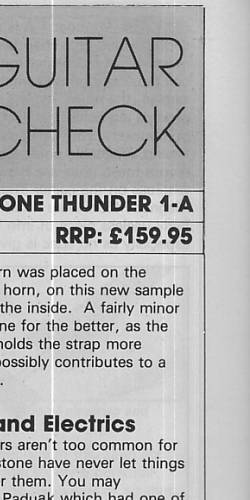 GUITAR
CHECK
ONE THUNDER 1-A
RRP: £159.95
rn was placed on the
horn, on this new sample
the inside. A fairly minor
ne for the better, as the
holds the strap more
possibly contributes to a
.
and Electrics
rs aren't too common for
stone have never let things
r them. You may
Paduak which had one of